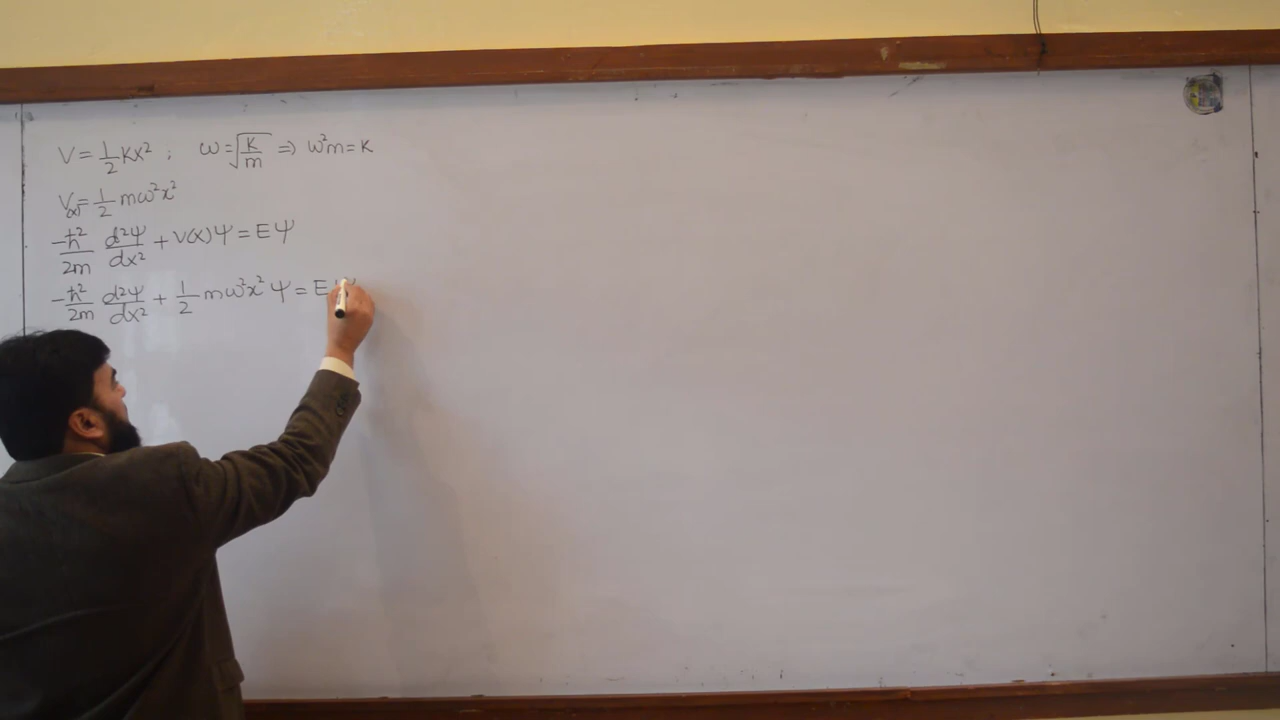 V = 1/2 Kx² ; ω = √(K/m) ⇒ ω²m = K
V(x) = 1/2 mω²x²
-ħ²/2m d²Ψ/dx² + V(x)Ψ = EΨ
-ħ²/2m d²Ψ/dx² + 1/2 mω²x²Ψ = EΨ